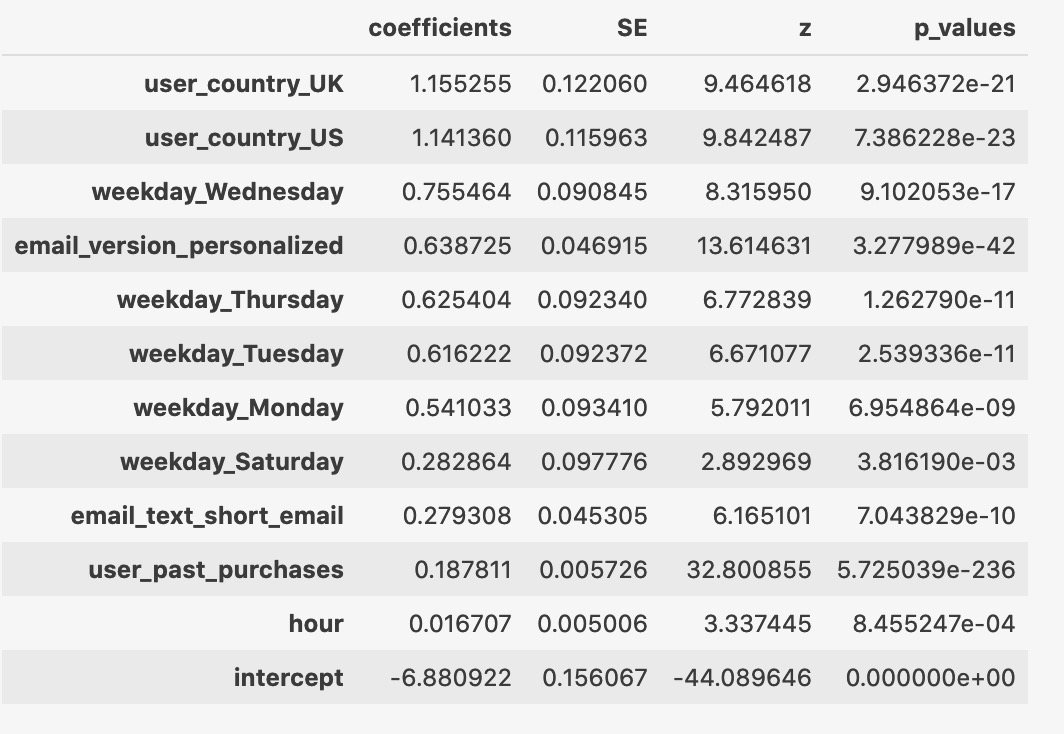 coefficients SE z p_values
user_country_UK 1.155255 0.122060 9.464618 2.946372e-21
user_country_US 1.141360 0.115963 9.842487 7.386228e-23
weekday_Wednesday 0.755464 0.090845 8.315950 9.102053e-17
email_version_personalized 0.638725 0.046915 13.614631 3.277989e-42
weekday_Thursday 0.625404 0.092340 6.772839 1.262790e-11
weekday_Tuesday 0.616222 0.092372 6.671077 2.539336e-11
weekday_Monday 0.541033 0.093410 5.792011 6.954864e-09
weekday_Saturday 0.282864 0.097776 2.892969 3.816190e-03
email_text_short_email 0.279308 0.045305 6.165101 7.043829e-10
user_past_purchases 0.187811 0.005726 32.800855 5.725039e-236
hour 0.016707 0.005006 3.337445 8.455247e-04
intercept -6.880922 0.156067 -44.089646 0.000000e+00